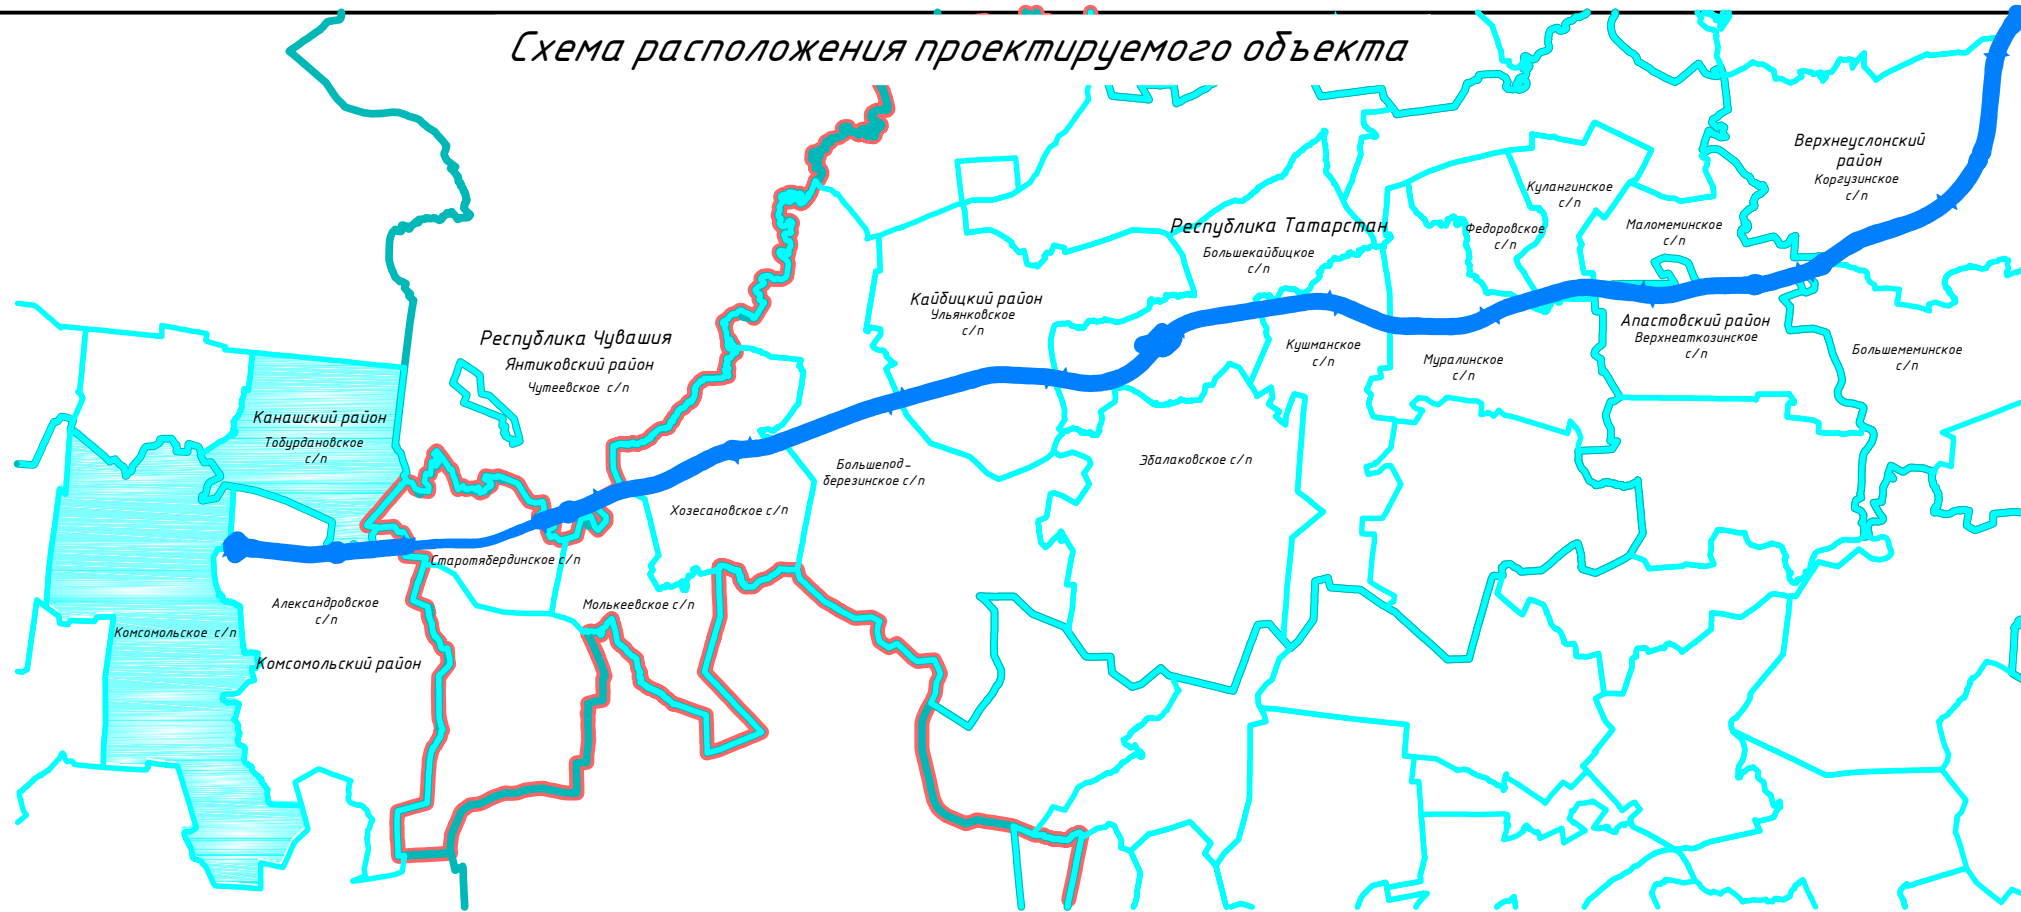 Схема расположения проектируемого объекта
Верхнеуслонский
район
Коргузинское
с/п
Кулангинское
с/п
Республика Татарстан
Большекайбицкое
с/п
Федоровское
с/п
Маломеминское
с/п
Кайбицкий район
Ульянковское
с/п
Апастовский район
Верхнеаткозинское
с/п
Республика Чувашия
Янтиковский район
Чутеевское с/п
Кушманское
с/п
Муралинское
с/п
Большемеминское
с/п
Канашский район
Тобурдановское
с/п
Большепод-
березинское с/п
Эбалаковское с/п
Хозесановское с/п
Старотябердинское с/п
Александровское
с/п
Молькеевское с/п
Комсомольское с/п
Комсомольский район